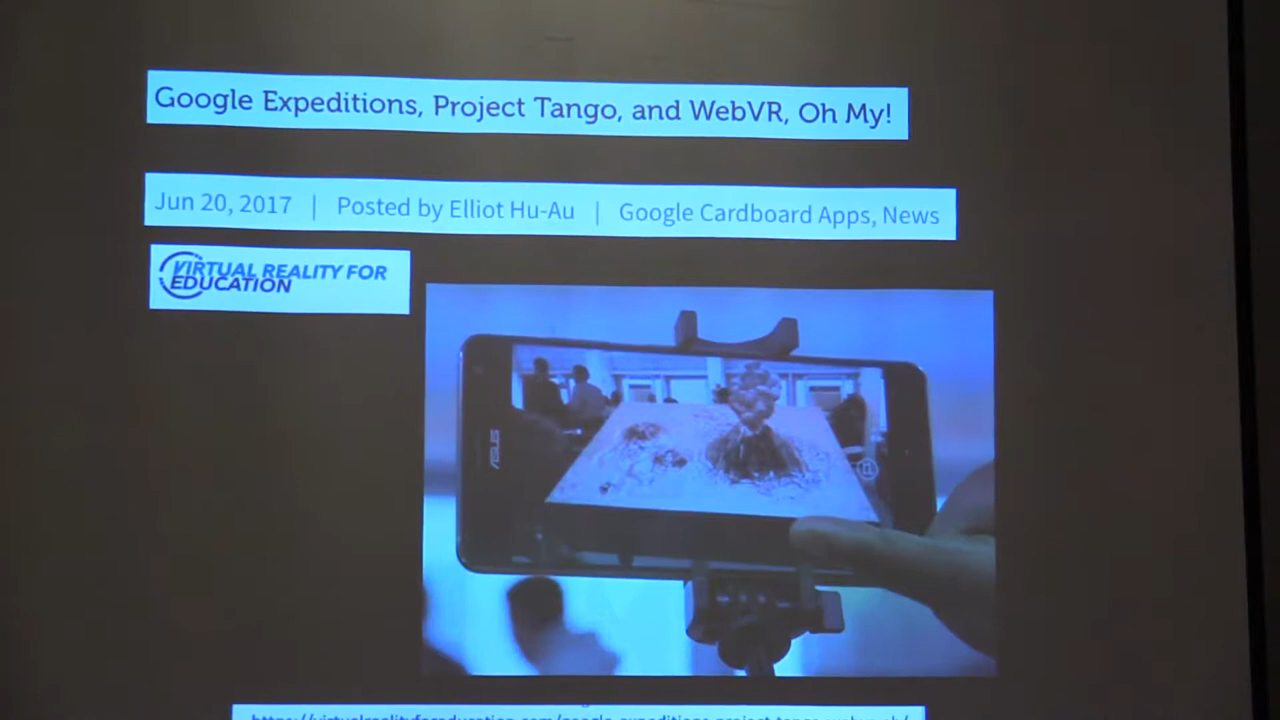 Google Expeditions, Project Tango, and WebVR, Oh My!
Jun 20, 2017 | Posted by Elliot Hu-Au | Google Cardboard Apps, News
VIRTUAL REALITY FOR
EDUCATION
ASUS